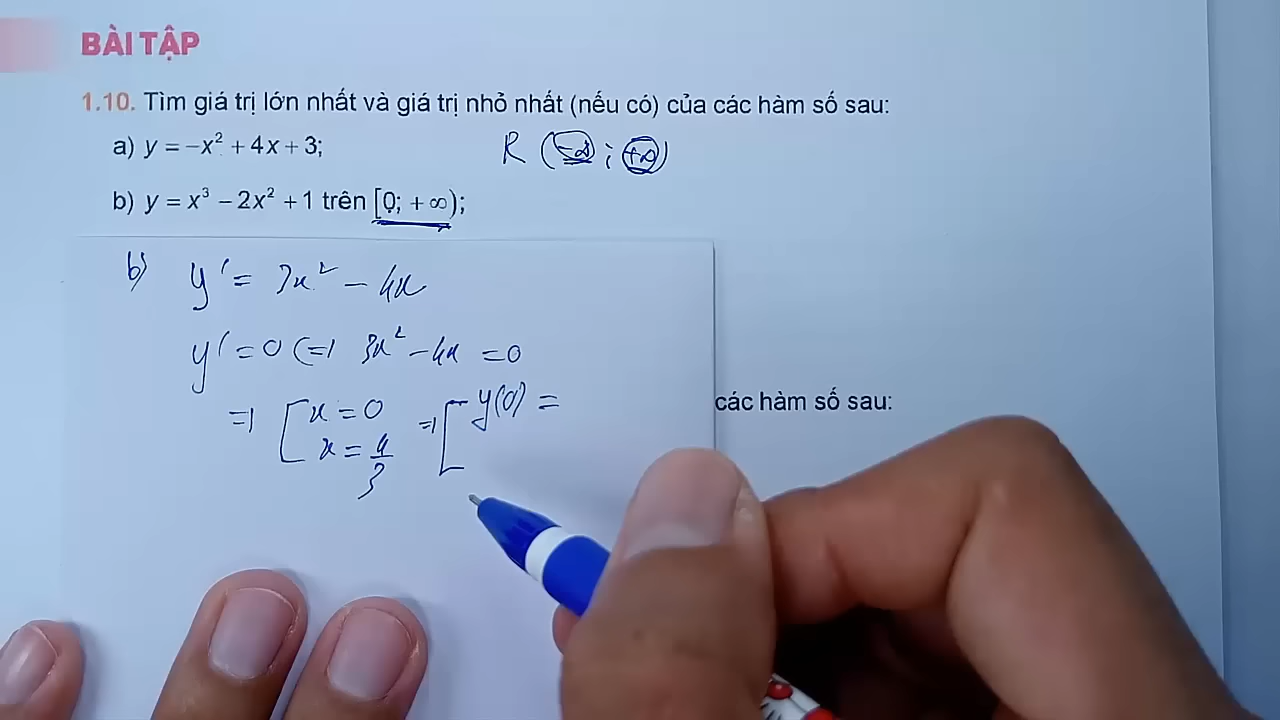 BÀI TẬP
1.10. Tìm giá trị lớn nhất và giá trị nhỏ nhất (nếu có) của các hàm số sau:
a) y = −x² + 4x + 3;
R (−∞ ; +∞)
b) y = x³ − 2x² + 1 trên [0; + ∞);
b) y' = 3x² − 4x
y' = 0 (=) 3x² − 4x = 0
=) [ x = 0 =) [ y(0) =
x = 4/3
các hàm số sau: